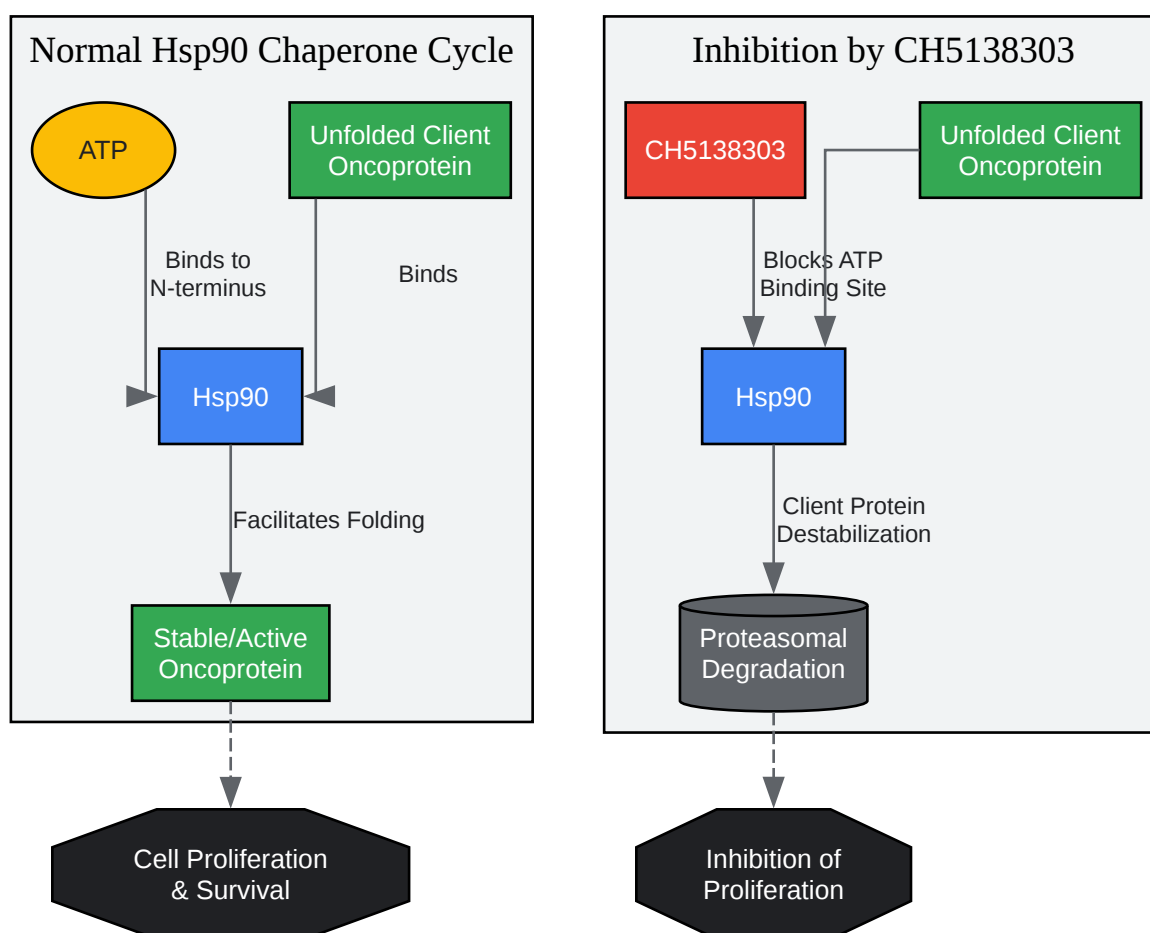 Normal Hsp90 Chaperone Cycle
ATP
Unfolded Client
Oncoprotein
Binds to
N-terminus
Binds
Hsp90
Facilitates Folding
Stable/Active
Oncoprotein
Cell Proliferation
& Survival
Inhibition by CH5138303
CH5138303
Unfolded Client
Oncoprotein
Blocks ATP
Binding Site
Hsp90
Client Protein
Destabilization
Proteasomal
Degradation
Inhibition of
Proliferation